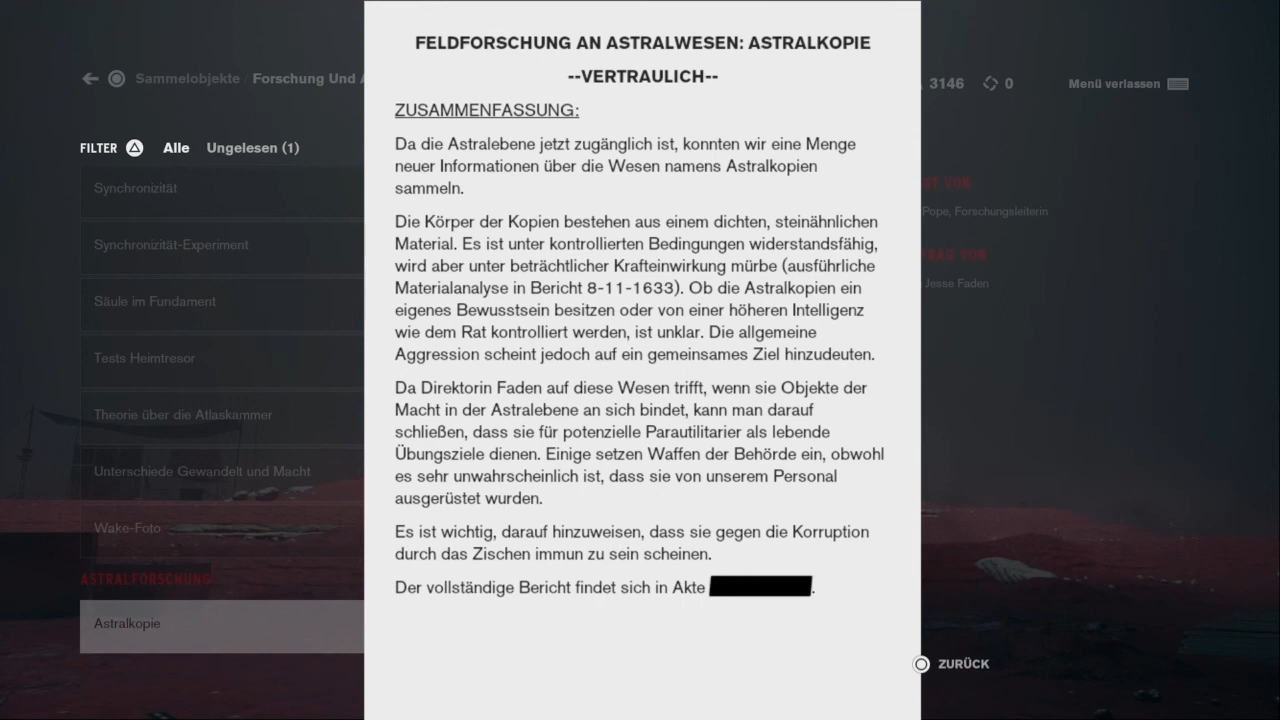 FELDFORSCHUNG AN ASTRALWESEN: ASTRALKOPIE
--VERTRAULICH--
ZUSAMMENFASSUNG:
Da die Astralebene jetzt zugänglich ist, konnten wir eine Menge
neuer Informationen über die Wesen namens Astralkopien
sammeln.
Die Körper der Kopien bestehen aus einem dichten, steinähnlichen
Material. Es ist unter kontrollierten Bedingungen widerstandsfähig,
wird aber unter beträchtlicher Krafteinwirkung mürbe (ausführliche
Materialanalyse in Bericht 8-11-1633). Ob die Astralkopien ein
eigenes Bewusstsein besitzen oder von einer höheren Intelligenz
wie dem Rat kontrolliert werden, ist unklar. Die allgemeine
Aggression scheint jedoch auf ein gemeinsames Ziel hinzudeuten.
Da Direktorin Faden auf diese Wesen trifft, wenn sie Objekte der
Macht in der Astralebene an sich bindet, kann man darauf
schließen, dass sie für potenzielle Parautilitarier als lebende
Übungsziele dienen. Einige setzen Waffen der Behörde ein, obwohl
es sehr unwahrscheinlich ist, dass sie von unserem Personal
ausgerüstet wurden.
Es ist wichtig, darauf hinzuweisen, dass sie gegen die Korruption
durch das Zischen immun zu sein scheinen.
Der vollständige Bericht findet sich in Akte .
Sammelobjekte / Forschung Und
3146 0
Menü verlassen
FILTER Alle Ungelesen (1)
Synchronizität
Synchronizität-Experiment
Säule im Fundament
Tests Heimtresor
Theorie über die Atlaskammer
Unterschiede Gewandelt und Macht
Wake-Foto
ASTRALFORSCHUNG
Astralkopie
VON
Pope, Forschungsleiterin
VON
Jesse Faden
ZURÜCK